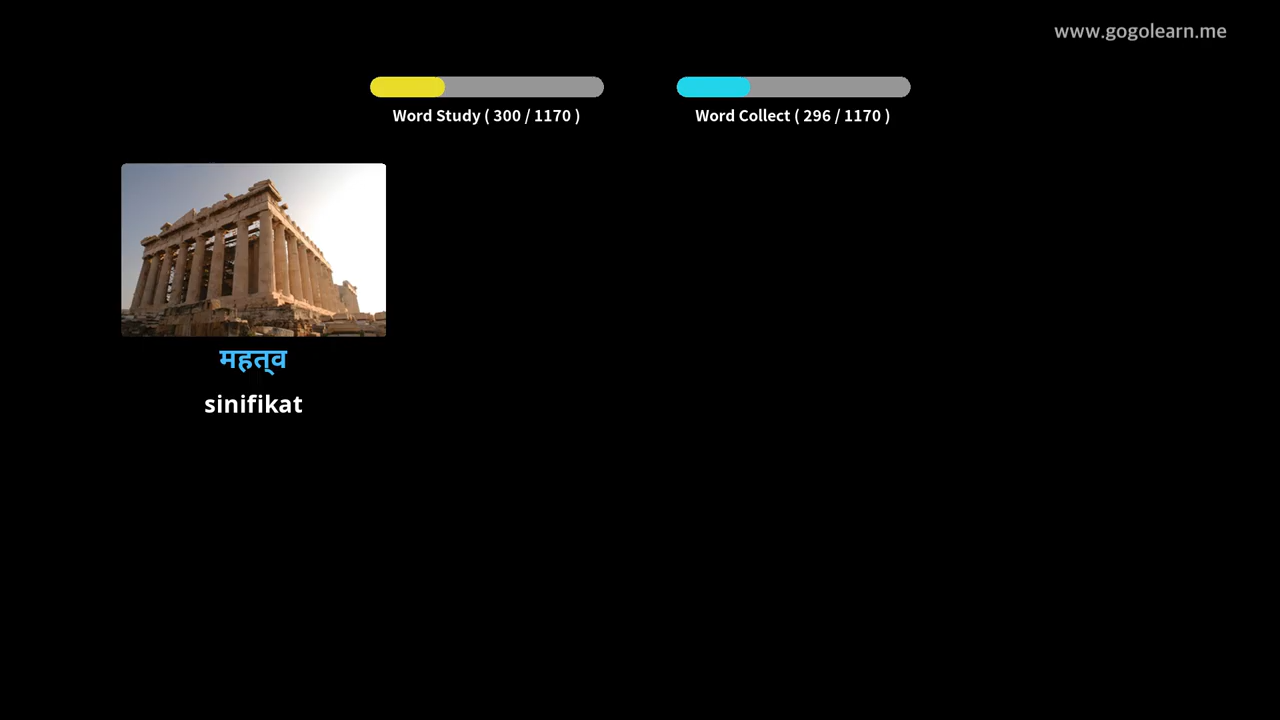 www.gogolearn.me
Word Study ( 300 / 1170 )
Word Collect ( 296 / 1170 )
महत्‌व
sinifikat